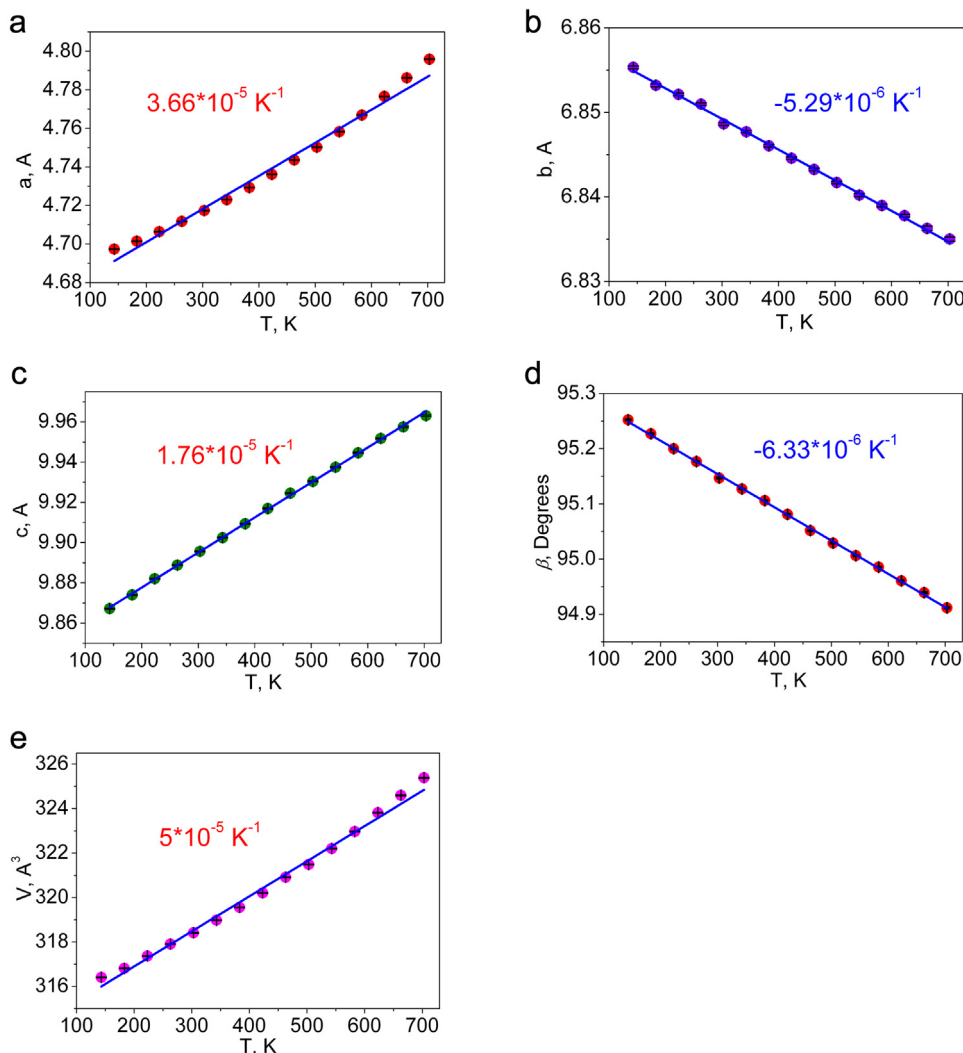 a
4.80
4.78
4.76
4.74
4.72
4.70
4.68
a, A
3.66*10⁻⁵ K⁻¹
100 200 300 400 500 600 700
T, K
b
6.86
6.85
6.84
6.83
b, A
-5.29*10⁻⁶ K⁻¹
100 200 300 400 500 600 700
T, K
c
9.96
9.94
9.92
9.90
9.88
9.86
c, A
1.76*10⁻⁵ K⁻¹
100 200 300 400 500 600 700
T, K
d
95.3
95.2
95.1
95.0
94.9
β, Degrees
-6.33*10⁻⁶ K⁻¹
100 200 300 400 500 600 700
T, K
e
326
324
322
320
318
316
V, A³
5*10⁻⁵ K⁻¹
100 200 300 400 500 600 700
T, K